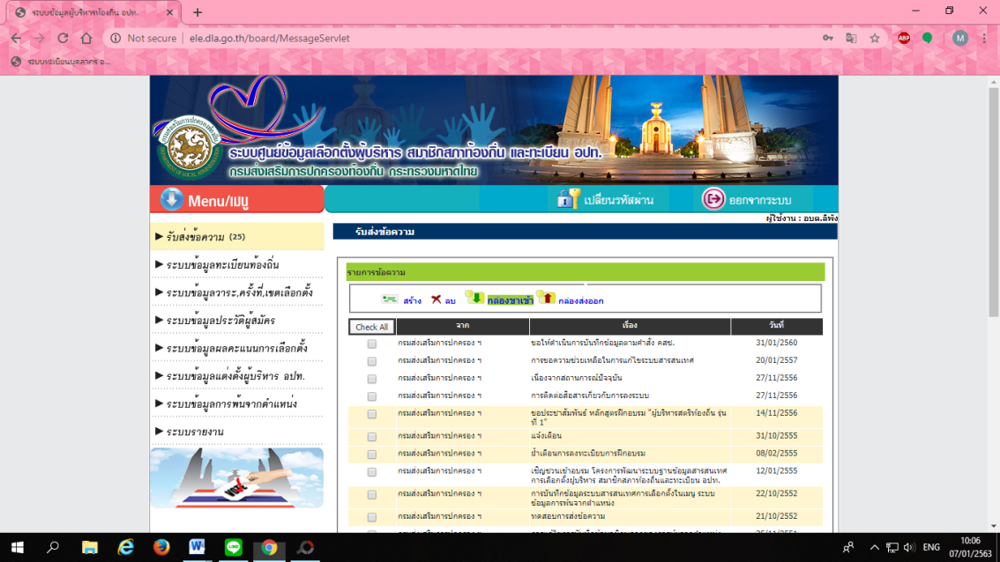 ระบบข้อมูลผู้บริหารท้องถิ่น อปท.
Not secure | ele.dla.go.th/board/MessageServlet
ABP
M
ระบบทะเบียนบุคลากร อ...
ระบบศูนย์ข้อมูลเลือกตั้งผู้บริหาร สมาชิกสภาท้องถิ่น และทะเบียน อปท.
กรมส่งเสริมการปกครองท้องถิ่น กระทรวงมหาดไทย
Menu/เมนู
เปลี่ยนรหัสผ่าน
ออกจากระบบ
ผู้ใช้งาน : อบต.ลิพัง
รับส่งข้อความ (25)
ระบบข้อมูลทะเบียนท้องถิ่น
ระบบข้อมูลวาระ,ครั้งที่,เขตเลือกตั้ง
ระบบข้อมูลประวัติผู้สมัคร
ระบบข้อมูลผลคะแนนการเลือกตั้ง
ระบบข้อมูลแต่งตั้งผู้บริหาร อปท.
ระบบข้อมูลการพ้นจากตำแหน่ง
ระบบรายงาน
VOTE
รับส่งข้อความ
รายการข้อความ
สร้าง ลบ กล่องขาเข้า กล่องส่งออก
Check All จาก เรื่อง วันที่
กรมส่งเสริมการปกครอง ฯ ขอให้ดำเนินการบันทึกข้อมูลตามคำสั่ง คสช. 31/01/2560
กรมส่งเสริมการปกครอง ฯ การขอความช่วยเหลือในการแก้ไขระบบสารสนเทศ 20/01/2557
กรมส่งเสริมการปกครอง ฯ เนื่องจากสถานการณ์ปัจจุบัน 27/11/2556
กรมส่งเสริมการปกครอง ฯ การติดต่อสื่อสารเกี่ยวกับการลงระบบ 27/11/2556
กรมส่งเสริมการปกครอง ฯ ขอประชาสัมพันธ์ หลักสูตรฝึกอบรม "ผู้บริหารสตรีท้องถิ่น รุ่น 14/11/2556
ที่ 1"
กรมส่งเสริมการปกครอง ฯ แจ้งเตือน 31/10/2555
กรมส่งเสริมการปกครอง ฯ ย้ำเตือนการลงทะเบียนการฝึกอบรม 08/02/2555
กรมส่งเสริมการปกครอง ฯ เชิญชวนเข้าอบรม โครงการพัฒนาระบบฐานข้อมูลสารสนเทศ 12/01/2555
การเลือกตั้งผู้บริหาร สมาชิกสภาท้องถิ่นและทะเบียน อปท.
กรมส่งเสริมการปกครอง ฯ การบันทึกข้อมูลระบบสารสนเทศการเลือกตั้งในเมนู ระบบ 22/10/2552
ข้อมูลการพ้นจากตำแหน่ง
กรมส่งเสริมการปกครอง ฯ ทดสอบการส่งข้อความ 21/10/2552
ENG
10:06
07/01/2563